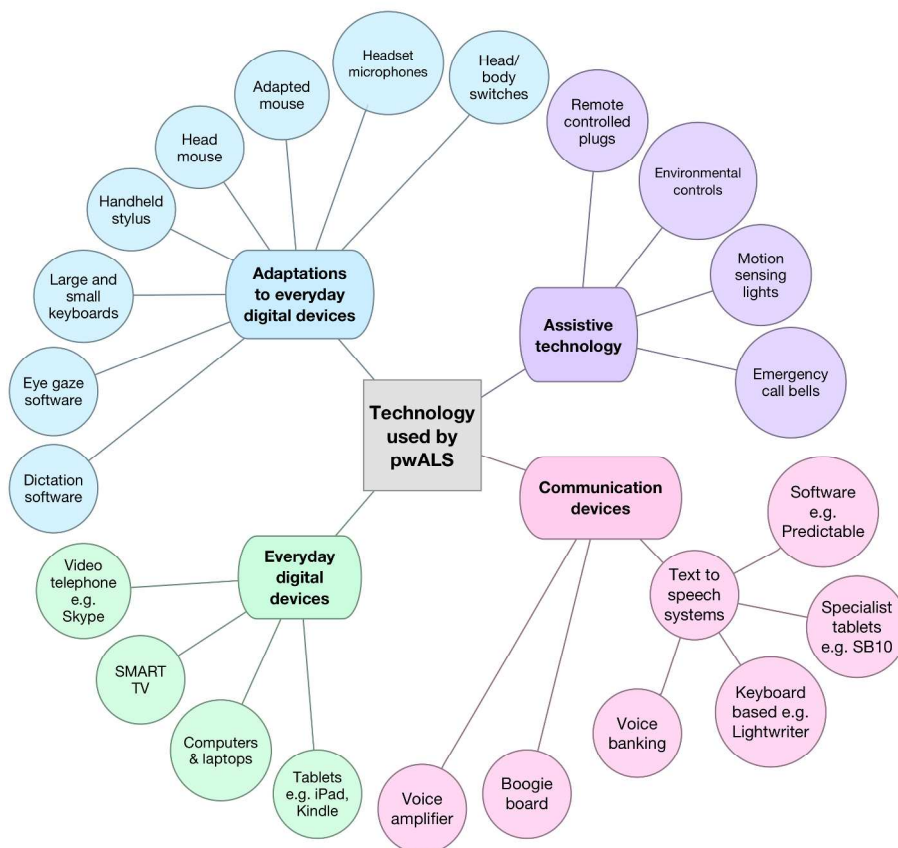 Headset
microphones
Head/
body
switches
Adapted
mouse
Head
mouse
Handheld
stylus
Large and
small
keyboards
Eye gaze
software
Dictation
software
Adaptations
to everyday
digital devices
Remote
controlled
plugs
Environmental
controls
Motion
sensing
lights
Emergency
call bells
Assistive
technology
Technology
used by
pwALS
Communication
devices
Software
e.g.
Predictable
Text to
speech
systems
Specialist
tablets
e.g. SB10
Keyboard
based e.g.
Lightwriter
Voice
banking
Boogie
board
Voice
amplifier
Everyday
digital
devices
Video
telephone
e.g.
Skype
SMART
TV
Computers
& laptops
Tablets
e.g. iPad,
Kindle